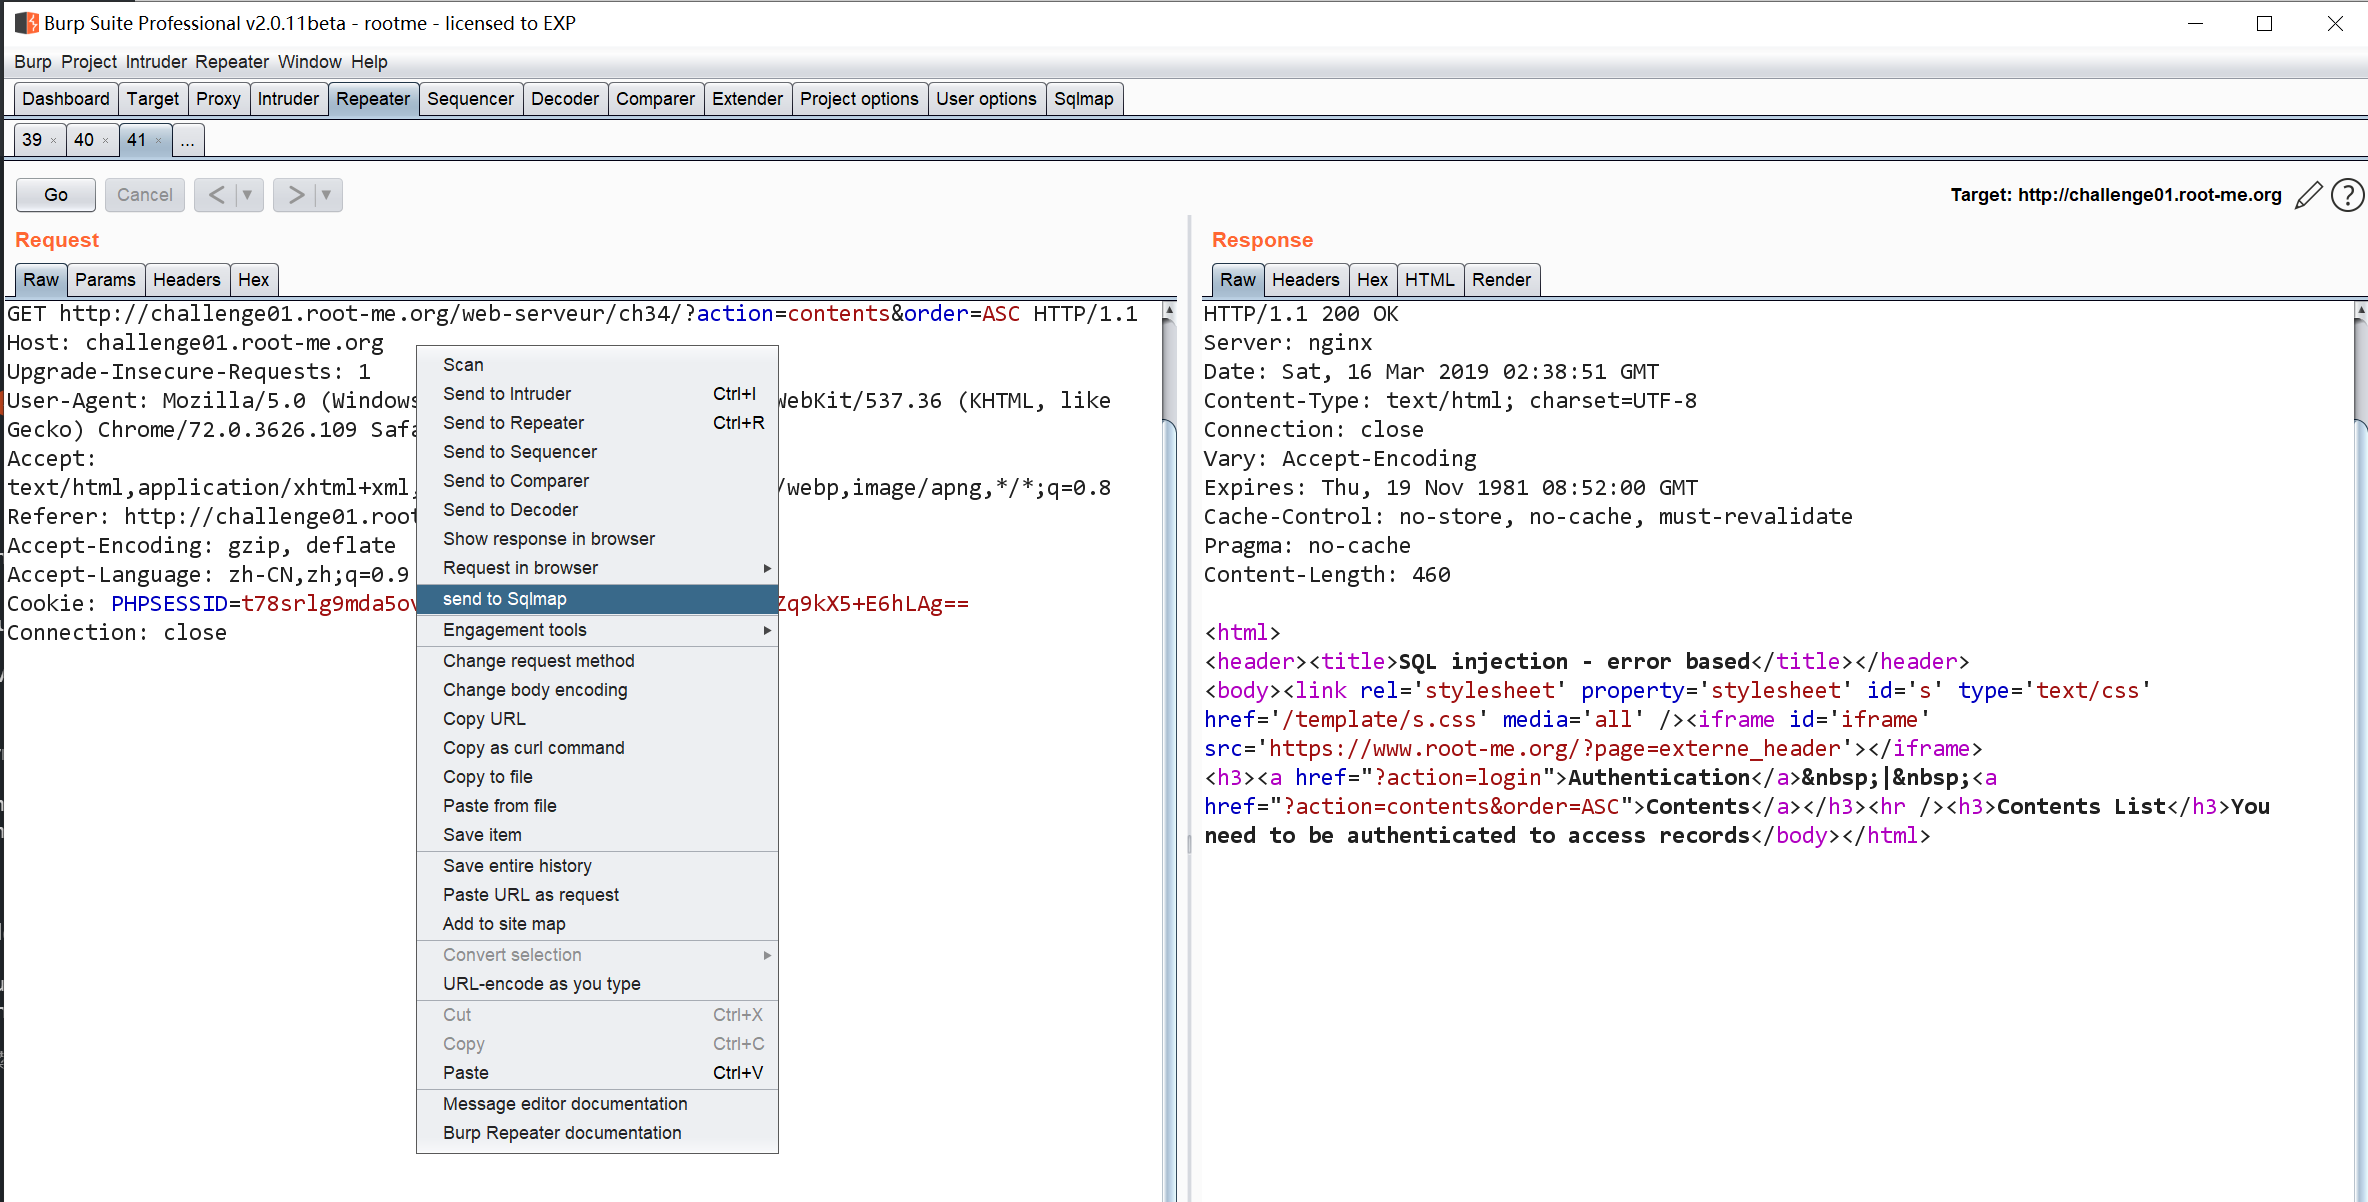 Burp Suite Professional v2.0.11beta - rootme - licensed to EXP
Burp Project Intruder Repeater Window Help
Dashboard Target Proxy Intruder Repeater Sequencer Decoder Comparer Extender Project options User options Sqlmap
39 × 40 × 41 × ...
Go Cancel < ▼ > ▼
Target: http://challenge01.root-me.org ?
Request
Raw Params Headers Hex
GET http://challenge01.root-me.org/web-serveur/ch34/?action=contents&order=ASC HTTP/1.1
Host: challenge01.root-me.org
Upgrade-Insecure-Requests: 1
User-Agent: Mozilla/5.0 (Windows WebKit/537.36 (KHTML, like
Gecko) Chrome/72.0.3626.109 Safa
Accept:
text/html,application/xhtml+xml, /webp,image/apng,*/*;q=0.8
Referer: http://challenge01.root
Accept-Encoding: gzip, deflate
Accept-Language: zh-CN,zh;q=0.9
Cookie: PHPSESSID=t78srlg9mda5ov Zq9kX5+E6hLAg==
Connection: close
Scan
Send to Intruder Ctrl+I
Send to Repeater Ctrl+R
Send to Sequencer
Send to Comparer
Send to Decoder
Show response in browser
Request in browser
send to Sqlmap
Engagement tools
Change request method
Change body encoding
Copy URL
Copy as curl command
Copy to file
Paste from file
Save item
Save entire history
Paste URL as request
Add to site map
Convert selection
URL-encode as you type
Cut Ctrl+X
Copy Ctrl+C
Paste Ctrl+V
Message editor documentation
Burp Repeater documentation
Response
Raw Headers Hex HTML Render
HTTP/1.1 200 OK
Server: nginx
Date: Sat, 16 Mar 2019 02:38:51 GMT
Content-Type: text/html; charset=UTF-8
Connection: close
Vary: Accept-Encoding
Expires: Thu, 19 Nov 1981 08:52:00 GMT
Cache-Control: no-store, no-cache, must-revalidate
Pragma: no-cache
Content-Length: 460
<html>
<header><title>SQL injection - error based</title></header>
<body><link rel='stylesheet' property='stylesheet' id='s' type='text/css'
href='/template/s.css' media='all' /><iframe id='iframe'
src='https://www.root-me.org/?page=externe_header'></iframe>
<h3><a href="?action=login">Authentication</a>&nbsp;|&nbsp;<a
href="?action=contents&order=ASC">Contents</a></h3><hr /><h3>Contents List</h3>You
need to be authenticated to access records</body></html>